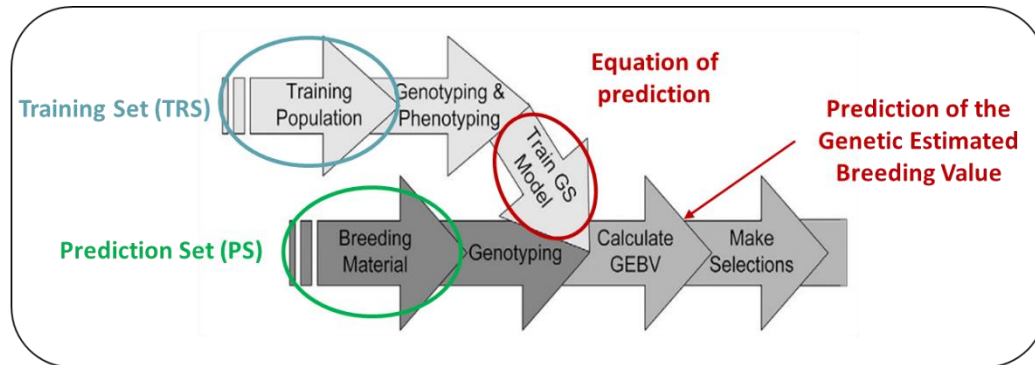 Training Set (TRS)
Training
Population
Genotyping &
Phenotyping
Equation of
prediction
Train GS
Model
Prediction of the
Genetic Estimated
Breeding Value
Prediction Set (PS)
Breeding
Material
Genotyping
Calculate
GEBV
Make
Selections